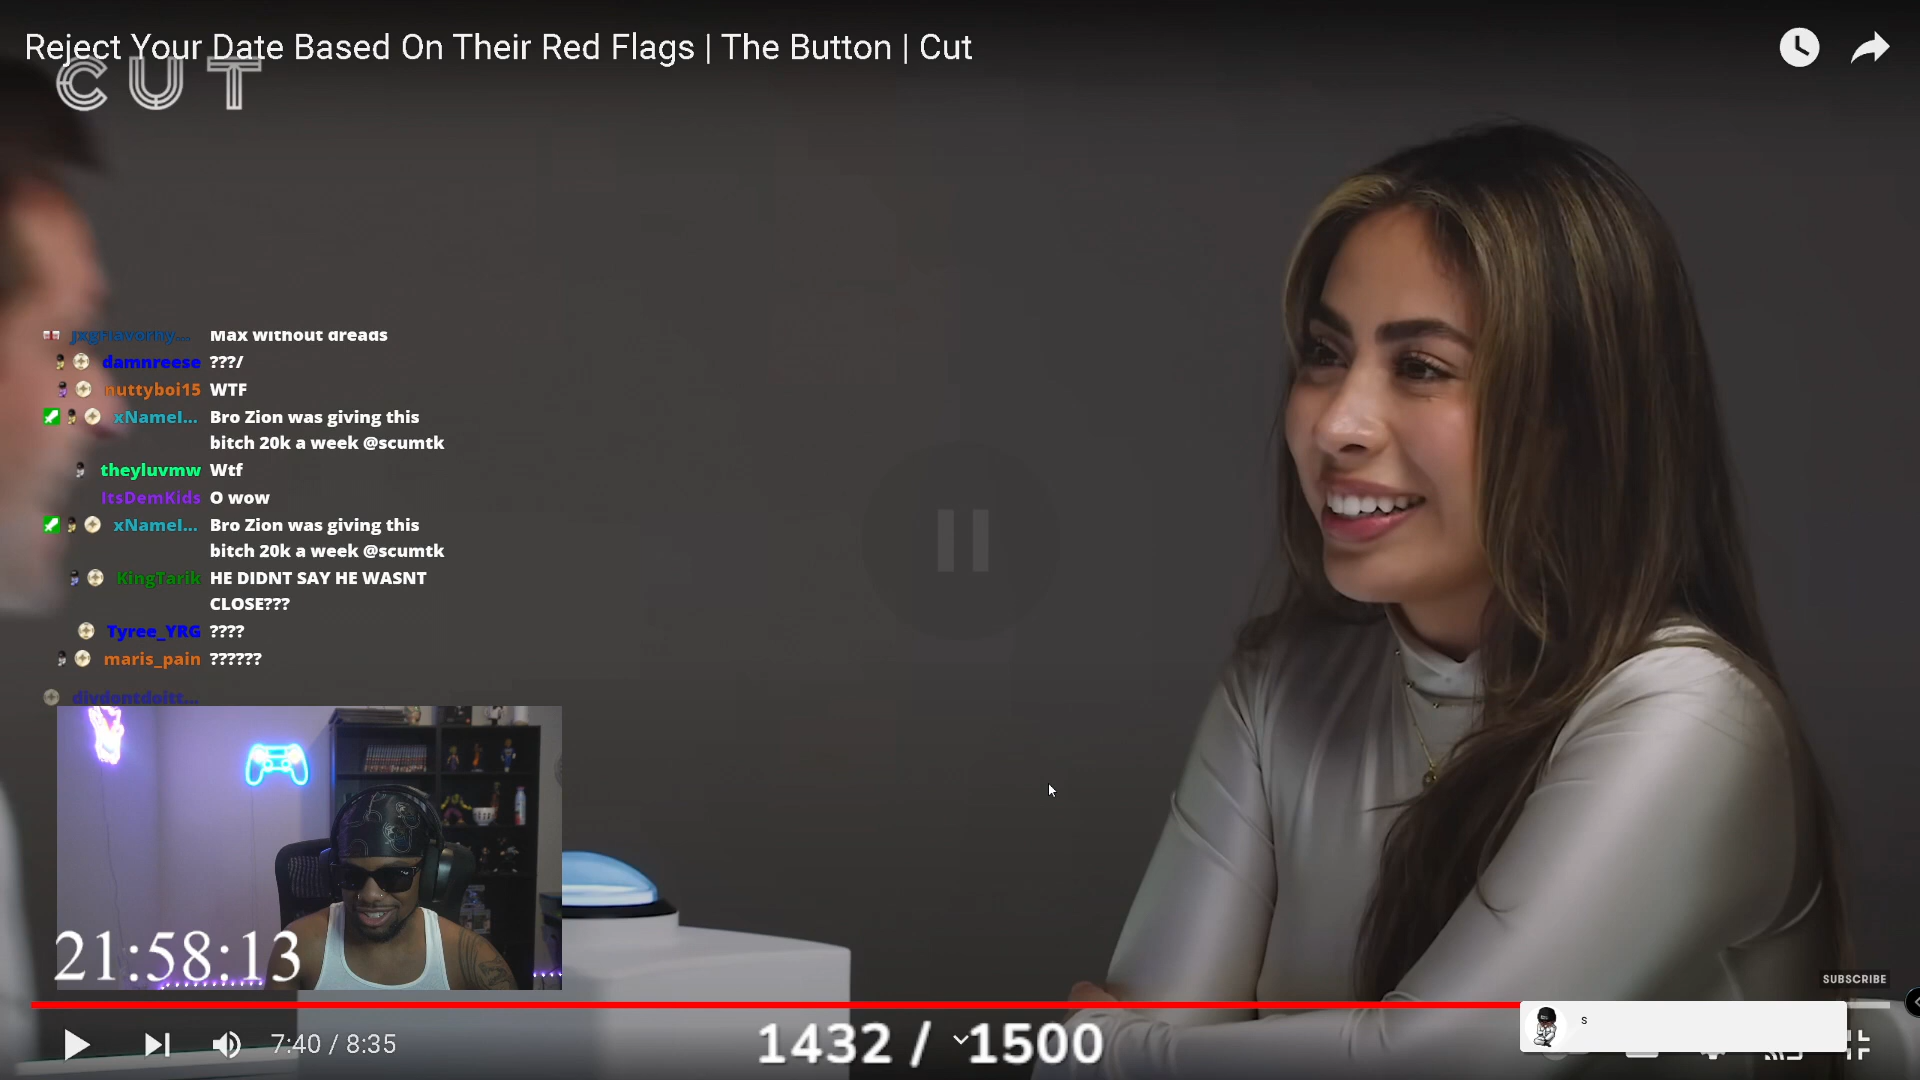 Reject Your Date Based On Their Red Flags | The Button | Cut
CUT
Max without dreads
damnreese ???/
nuttyboi15 WTF
xNameI... Bro Zion was giving this
bitch 20k a week @scumtk
theyluvmw Wtf
ItsDemKids O wow
xNameI... Bro Zion was giving this
bitch 20k a week @scumtk
KingTarik HE DIDNT SAY HE WASNT
CLOSE???
Tyree_YRG ????
maris_pain ??????
21:58:13
SUBSCRIBE
s
7:40 / 8:35
1432 / 1500